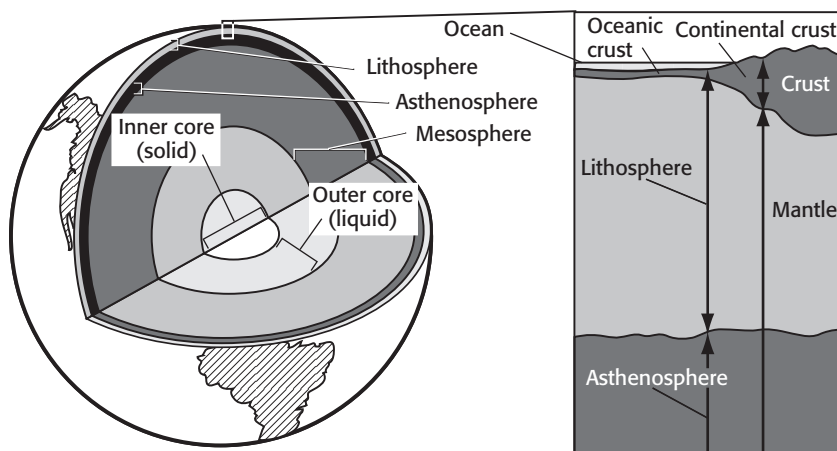 Lithosphere
Asthenosphere
Mesosphere
Inner core
(solid)
Outer core
(liquid)
Ocean
Oceanic
crust
Continental crust
Crust
Lithosphere
Mantle
Asthenosphere